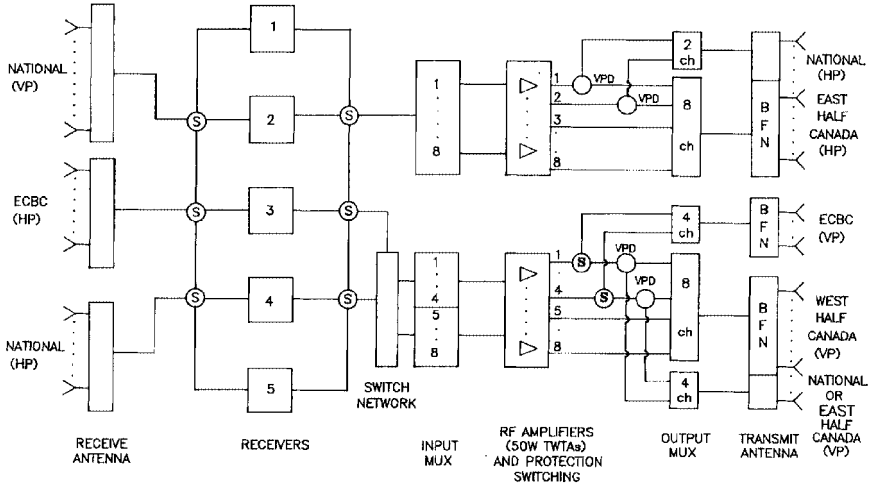 NATIONAL
(VP)
ECBC
(HP)
NATIONAL
(HP)
RECEIVE
ANTENNA
S
S
S
1
2
3
4
5
RECEIVERS
S
S
S
SWITCH
NETWORK
1
8
1
4
5
8
INPUT
MUX
1
2
3
8
1
4
5
8
RF AMPLIFIERS
(50W TWTAs)
AND PROTECTION
SWITCHING
VPD
VPD
S
S
VPD
VPD
2
ch
8
ch
4
ch
8
ch
4
ch
OUTPUT
MUX
B
F
N
B
F
N
B
F
N
TRANSMIT
ANTENNA
NATIONAL
(HP)
EAST
HALF
CANADA
(HP)
ECBC
(VP)
WEST
HALF
CANADA
(VP)
NATIONAL
OR
EAST
HALF
CANADA
(VP)